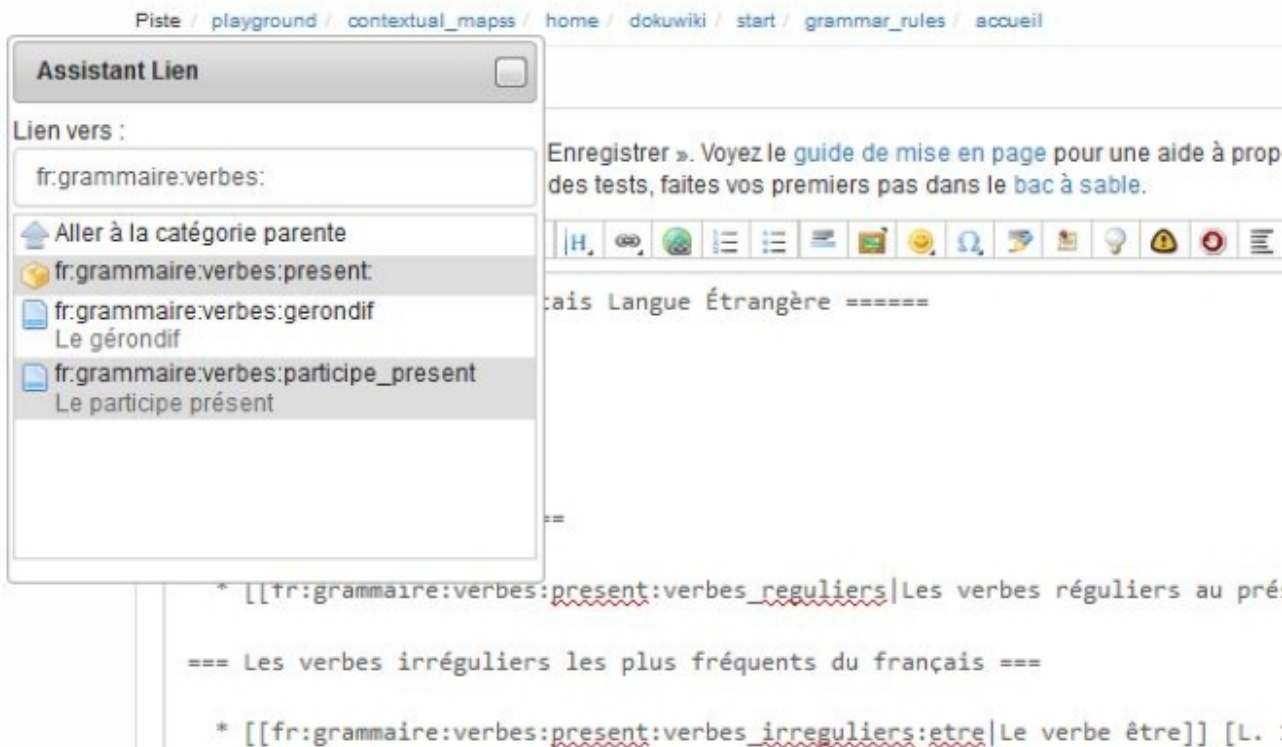 Piste / playground / contextual_mapss / home / dokuwiki / start / grammar_rules / accueil
Assistant Lien
Lien vers :
fr:grammaire:verbes:
Aller à la catégorie parente
fr:grammaire:verbes:present:
fr:grammaire:verbes:gerondif
Le gérondif
fr:grammaire:verbes:participe_present
Le participe présent
Enregistrer ». Voyez le guide de mise en page pour une aide à prop
des tests, faites vos premiers pas dans le bac à sable.
ais Langue Étrangère ======
==
* [[fr:grammaire:verbes:present:verbes_reguliers|Les verbes réguliers au prés
=== Les verbes irréguliers les plus fréquents du français ===
* [[fr:grammaire:verbes:present:verbes_irreguliers:etre|Le verbe être]] [L.